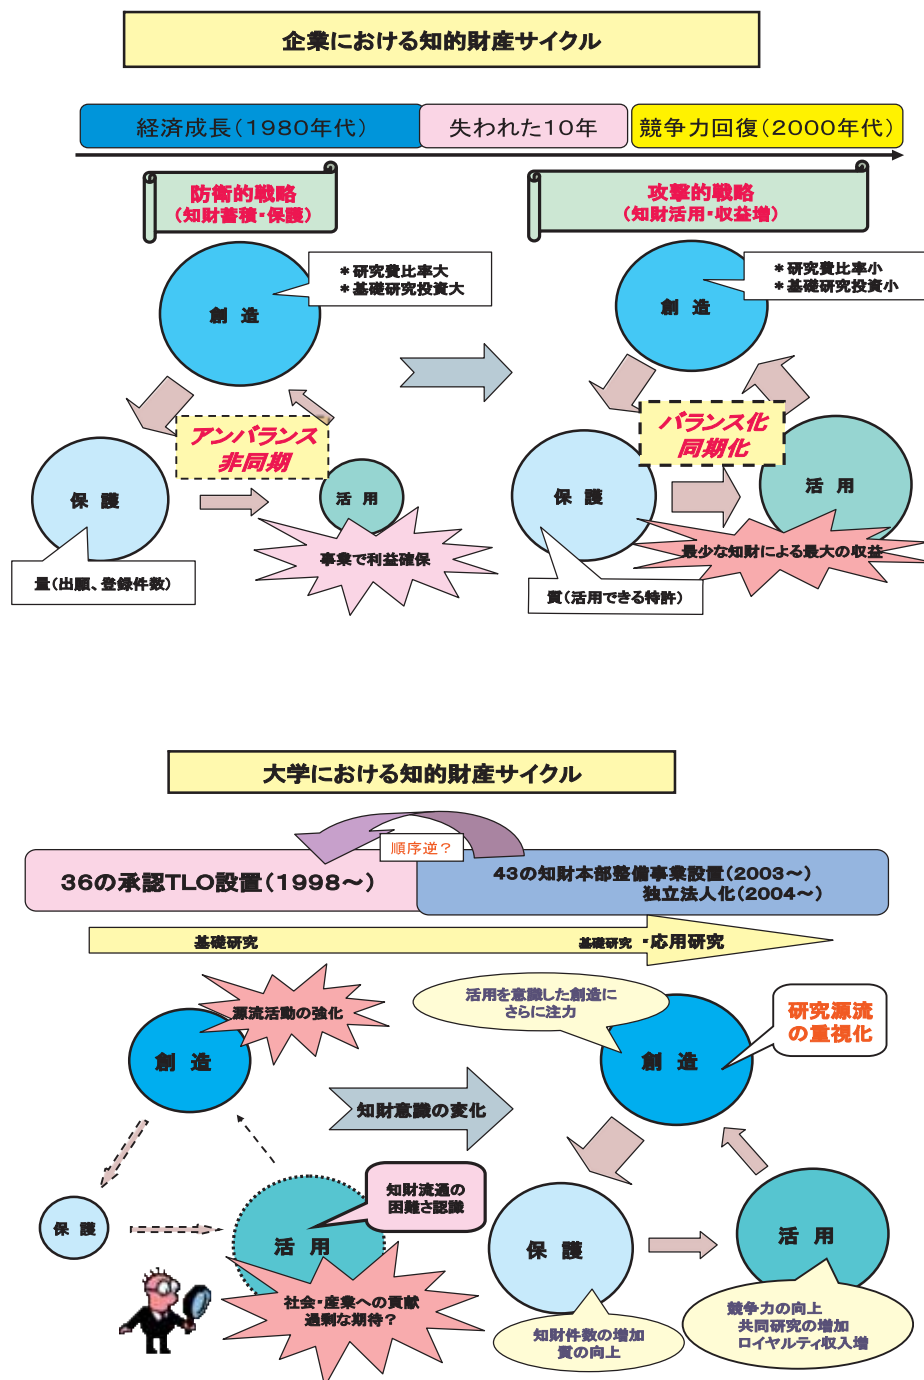 企業における知的財産サイクル
経済成長(1980年代)
失われた10年
競争力回復(2000年代)
防衛的戦略
(知財蓄積・保護)
攻撃的戦略
(知財活用・収益増)
創 造
*研究費比率大
*基礎研究投資大
創 造
*研究費比率小
*基礎研究投資小
アンバランス
非同期
バランス化
同期化
保 護
活 用
保 護
活 用
事業で利益確保
最少な知財による最大の収益
量(出願、登録件数)
質(活用できる特許)
大学における知的財産サイクル
順序逆?
36の承認TLO設置(1998~)
43の知財本部整備事業設置(2003~)
独立法人化(2004~)
基礎研究
基礎研究・応用研究
源流活動の強化
活用を意識した創造に
さらに注力
研究源流
の重視化
創 造
創 造
知財意識の変化
知財流通の
困難さ認識
保 護
活 用
保 護
活 用
社会・産業への貢献
過剰な期待?
知財件数の増加
質の向上
競争力の向上
共同研究の増加
ロイヤルティ収入増